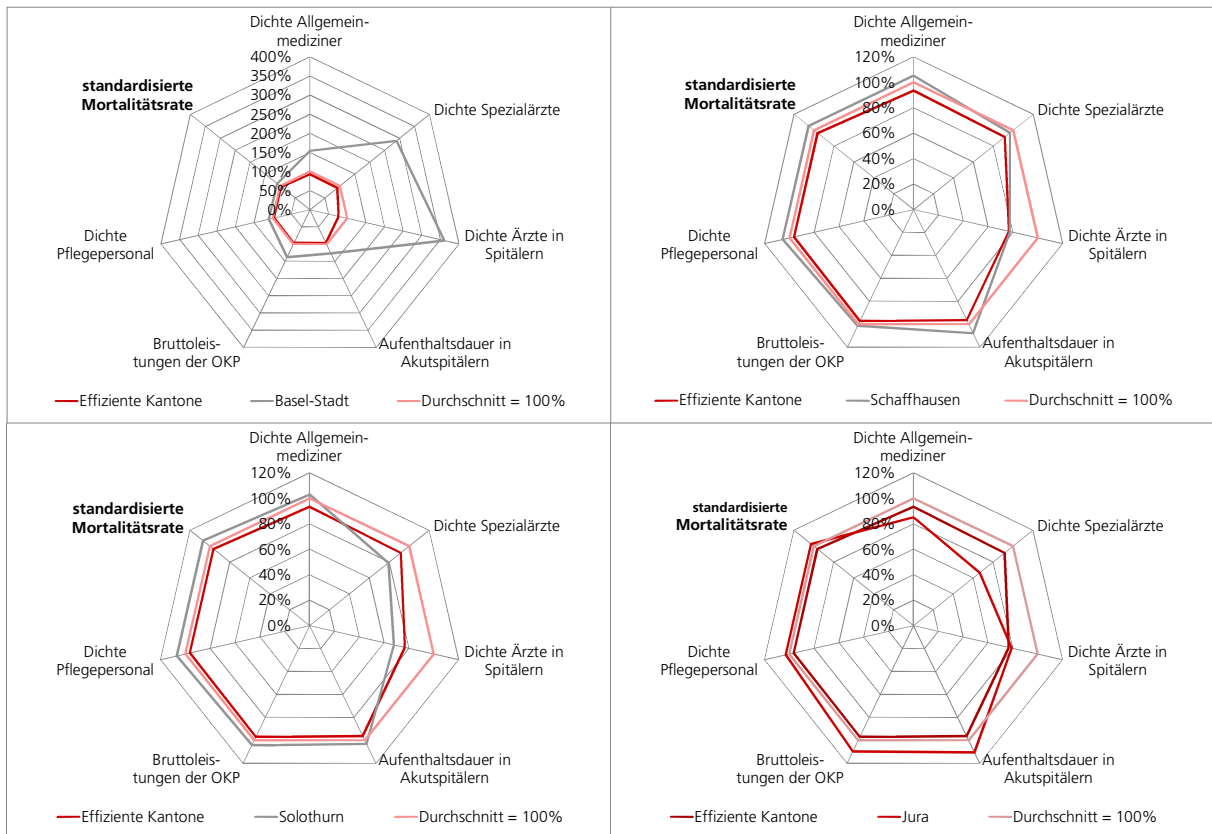 Dichte Allgemein-
mediziner
400%
350%
300%
250%
200%
150%
100%
50%
0%
standardisierte
Mortalitätsrate
Dichte Spezialärzte
Dichte Ärzte in
Spitälern
Aufenthaltsdauer in
Akutspitälern
Bruttoleis-
tungen der OKP
Dichte
Pflegepersonal
Effiziente Kantone
Basel-Stadt
Durchschnitt = 100%
Dichte Allgemein-
mediziner
120%
100%
80%
60%
40%
20%
0%
standardisierte
Mortalitätsrate
Dichte Spezialärzte
Dichte Ärzte in
Spitälern
Aufenthaltsdauer in
Akutspitälern
Bruttoleis-
tungen der OKP
Dichte
Pflegepersonal
Effiziente Kantone
Schaffhausen
Durchschnitt = 100%
Dichte Allgemein-
mediziner
120%
100%
80%
60%
40%
20%
0%
standardisierte
Mortalitätsrate
Dichte Spezialärzte
Dichte Ärzte in
Spitälern
Aufenthaltsdauer in
Akutspitälern
Bruttoleis-
tungen der OKP
Dichte
Pflegepersonal
Effiziente Kantone
Solothurn
Durchschnitt = 100%
Dichte Allgemein-
mediziner
120%
100%
80%
60%
40%
20%
0%
standardisierte
Mortalitätsrate
Dichte Spezialärzte
Dichte Ärzte in
Spitälern
Aufenthaltsdauer in
Akutspitälern
Bruttoleis-
tungen der OKP
Dichte
Pflegepersonal
Effiziente Kantone
Jura
Durchschnitt = 100%